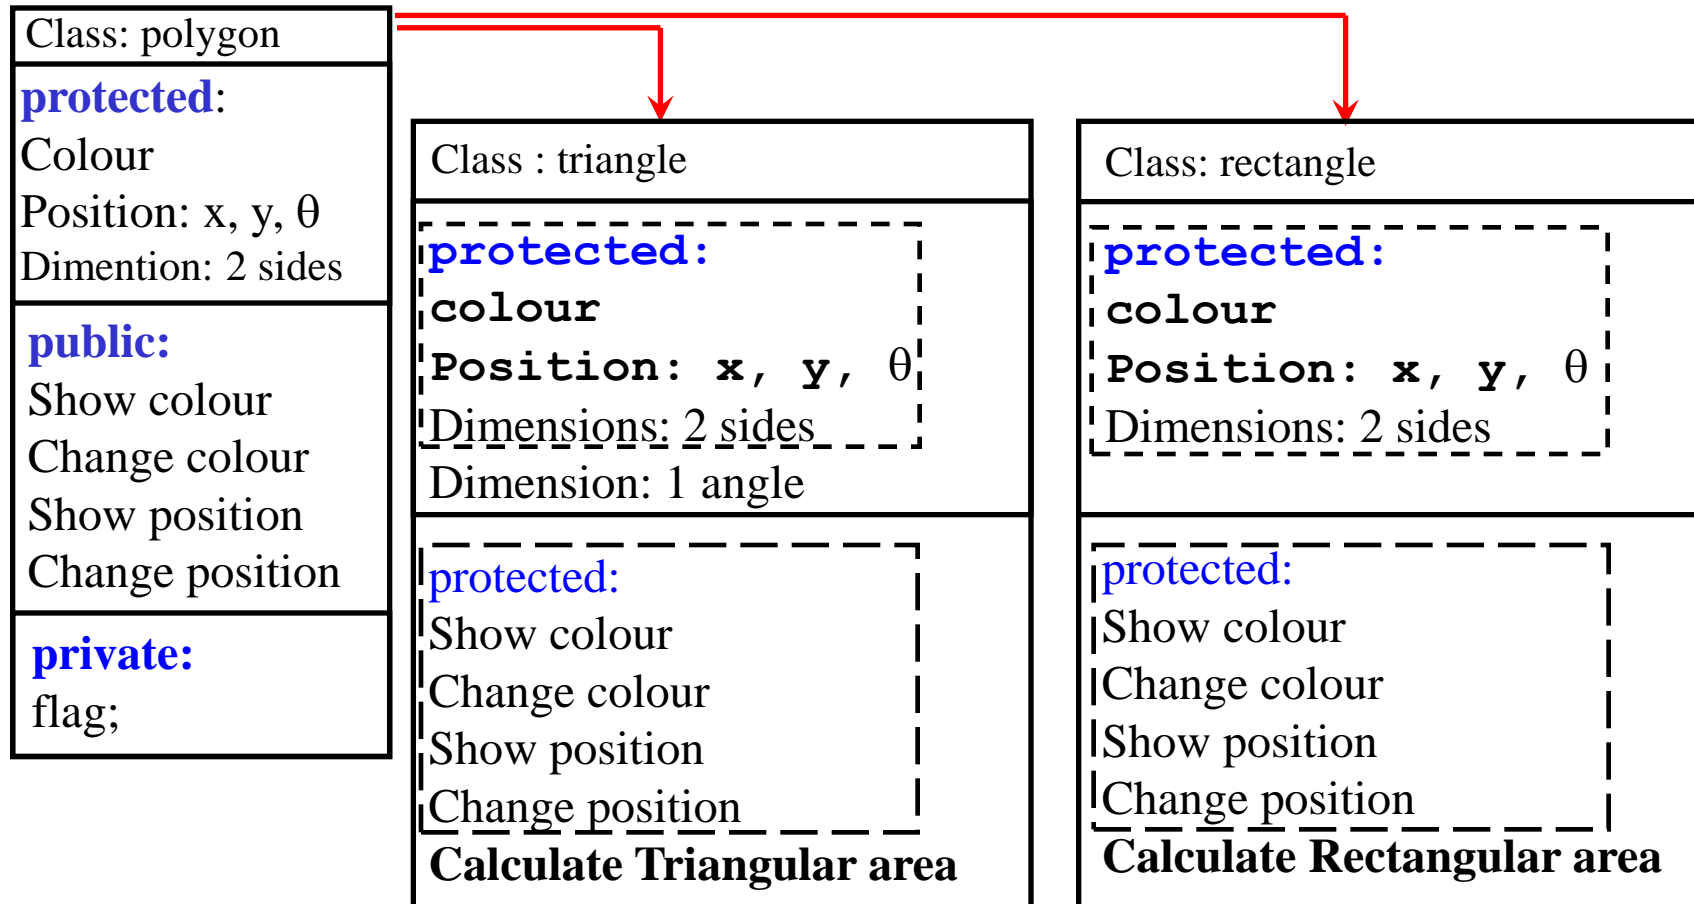 Class: polygon
protected:
Colour
Position: x, y, θ
Dimention: 2 sides
public:
Show colour
Change colour
Show position
Change position
private:
flag;
Class : triangle
protected:
colour
Position: x, y, θ
Dimensions: 2 sides
Dimension: 1 angle
protected:
Show colour
Change colour
Show position
Change position
Calculate Triangular area
Class: rectangle
protected:
colour
Position: x, y, θ
Dimensions: 2 sides
protected:
Show colour
Change colour
Show position
Change position
Calculate Rectangular area